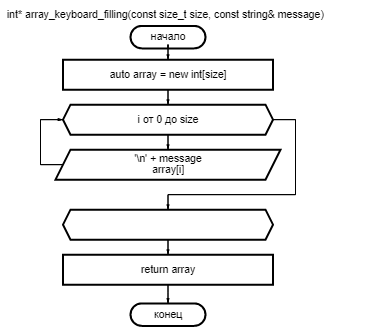 int* array_keyboard_filling(const size_t size, const string& message)
начало
auto array = new int[size]
i от 0 до size
'\n' + message
array[i]
return array
конец